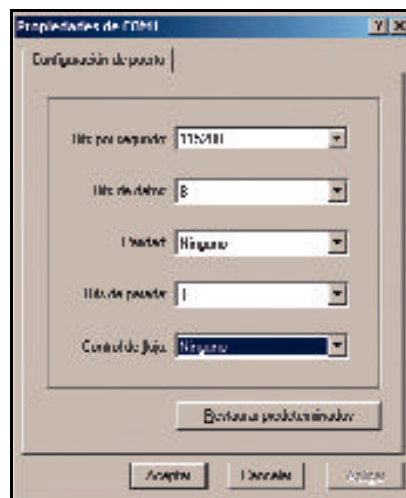 Propiedades de COM1
Configuración de puerto
Bits por segundo: 115200
Bits de datos: 8
Paridad: Ninguno
Bits de parada: 1
Control de flujo: Ninguno
Restaurar predeterminados
Aceptar Cancelar Aplicar